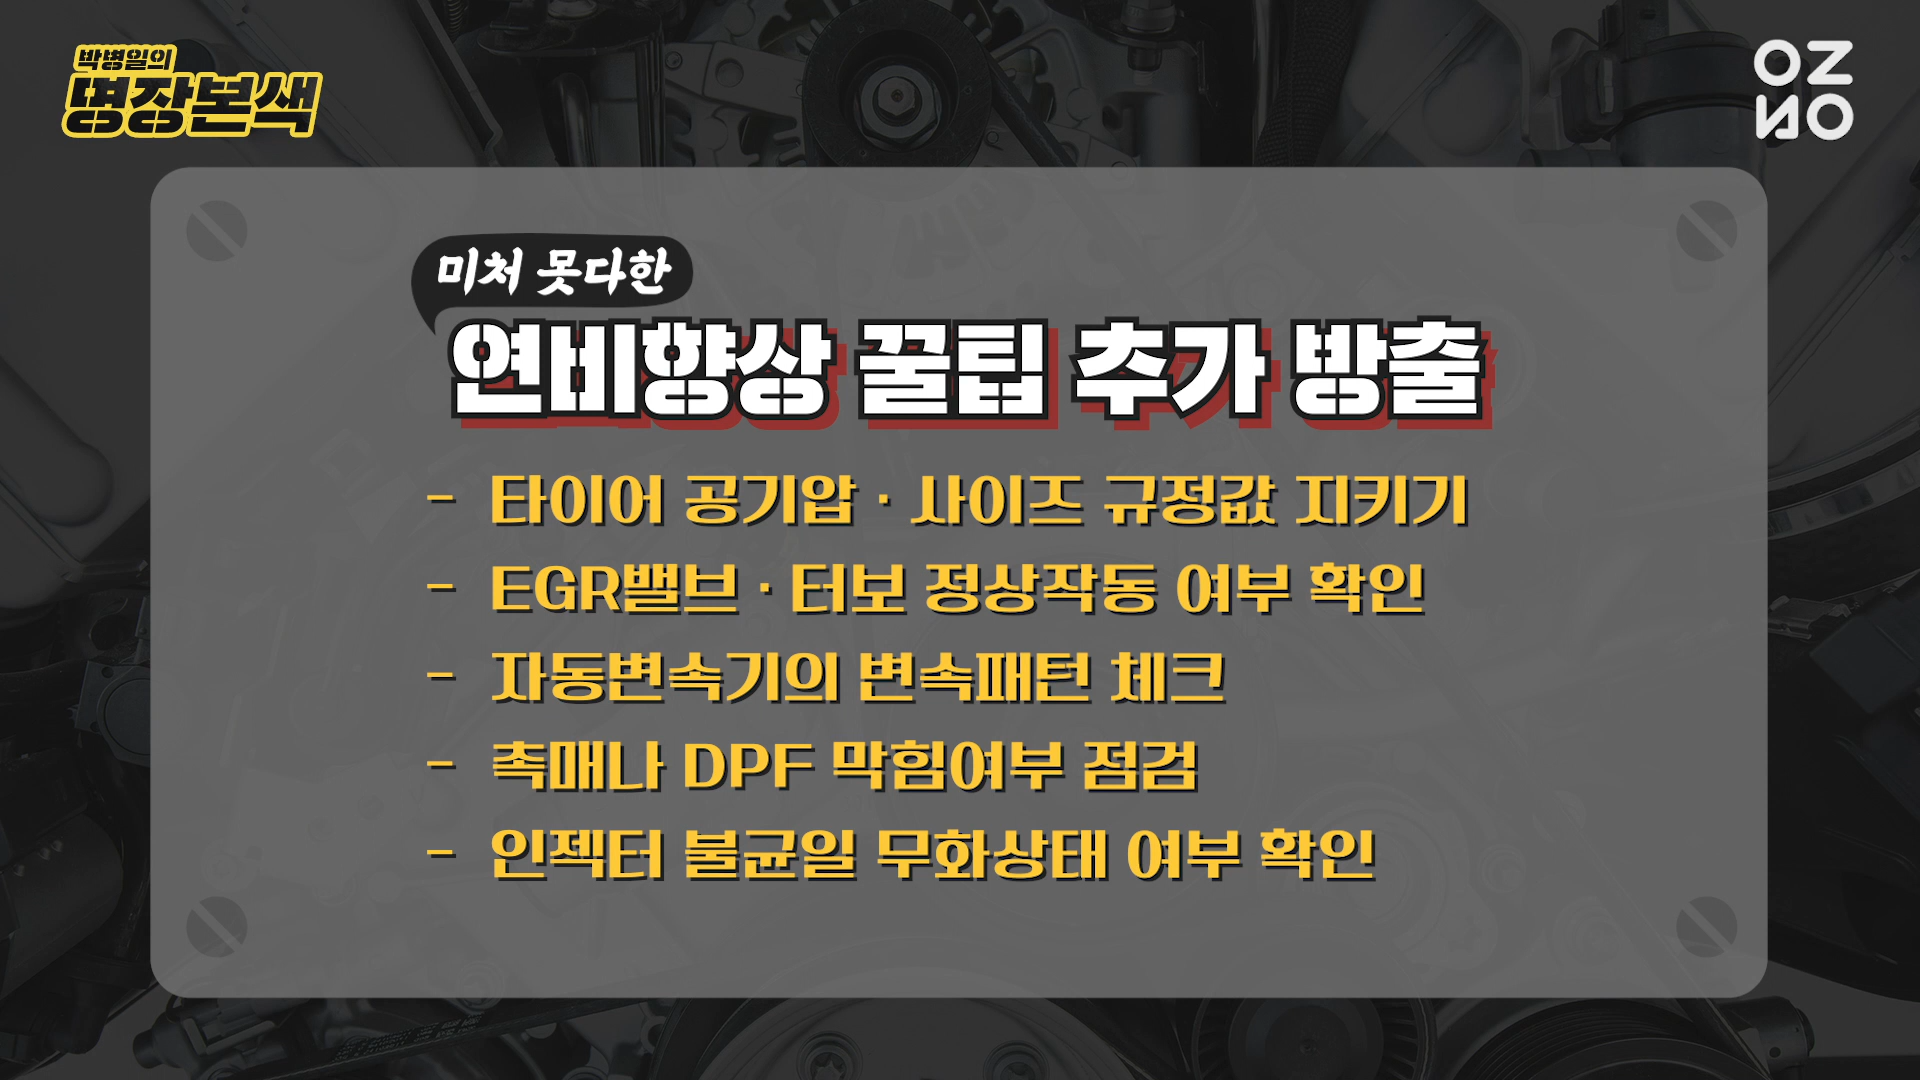 박병일의
명장본색
OZ
NO
미처 못다한
연비향상 꿀팁 추가 방출
- 타이어 공기압 · 사이즈 규정값 지키기
- EGR밸브 · 터보 정상작동 여부 확인
- 자동변속기의 변속패턴 체크
- 촉매나 DPF 막힘여부 점검
- 인젝터 불균일 무화상태 여부 확인